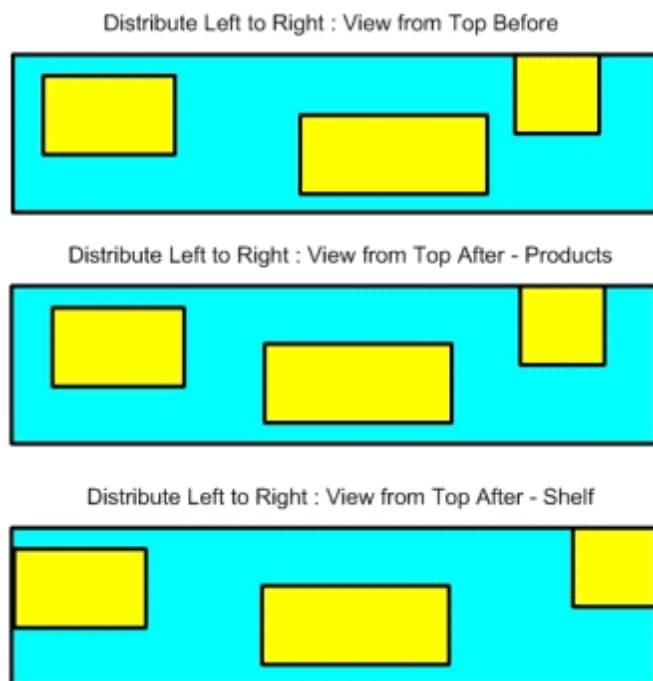 Distribute Left to Right : View from Top Before
Distribute Left to Right : View from Top After - Products
Distribute Left to Right : View from Top After - Shelf